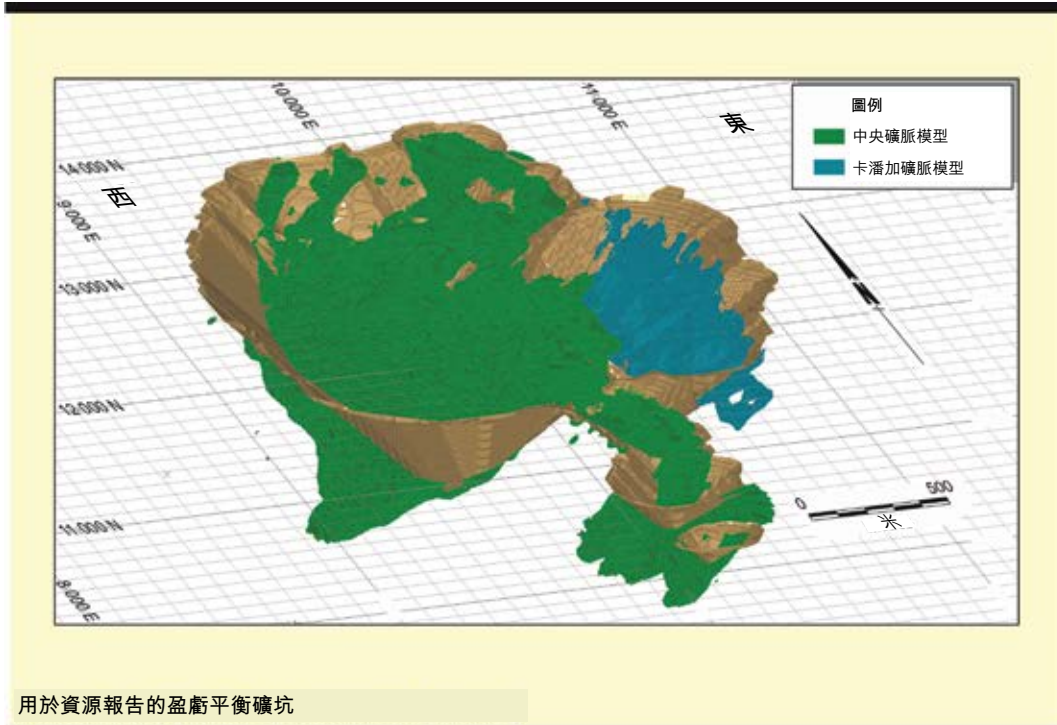 10 000 E
11 000 E
東
圖例
中央礦脈模型
卡潘加礦脈模型
14 000 N
西
9 000 E
13 000 N
12 000 N
0
500
米
11 000 N
8 000 E
用於資源報告的盈虧平衡礦坑